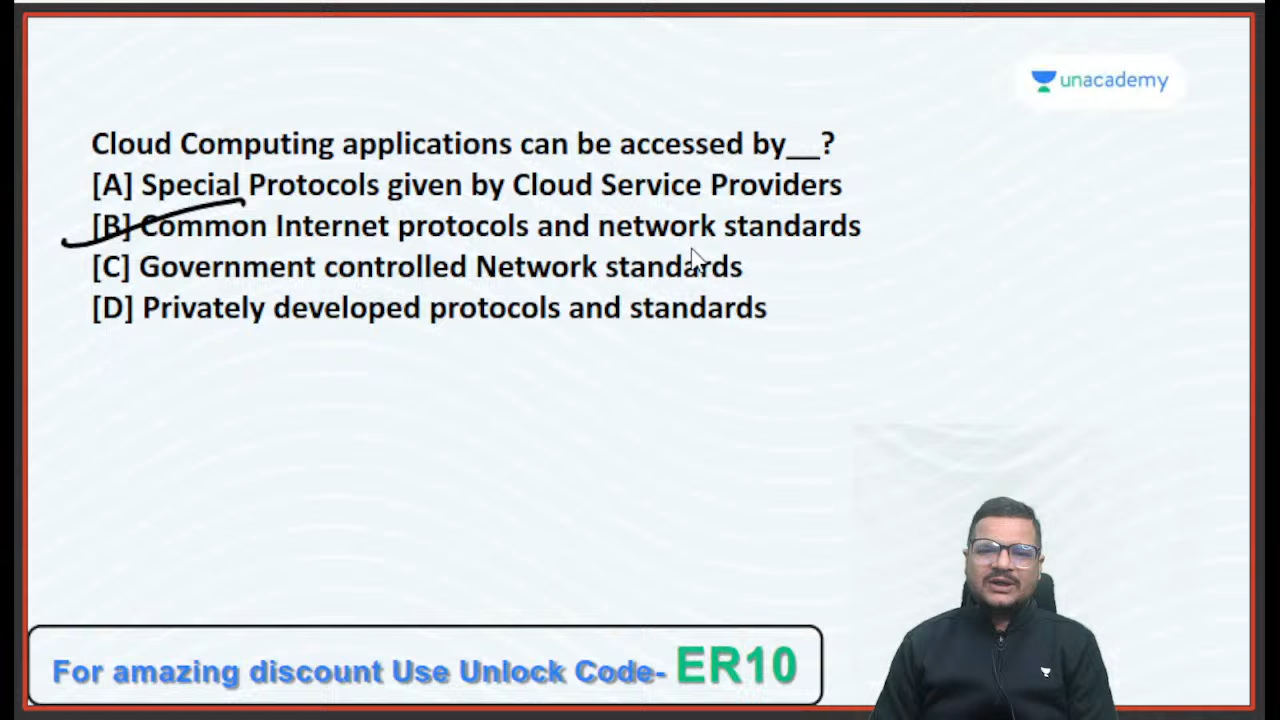 unacademy
Cloud Computing applications can be accessed by__?
[A] Special Protocols given by Cloud Service Providers
[B] Common Internet protocols and network standards
[C] Government controlled Network standards
[D] Privately developed protocols and standards
For amazing discount Use Unlock Code- ER10